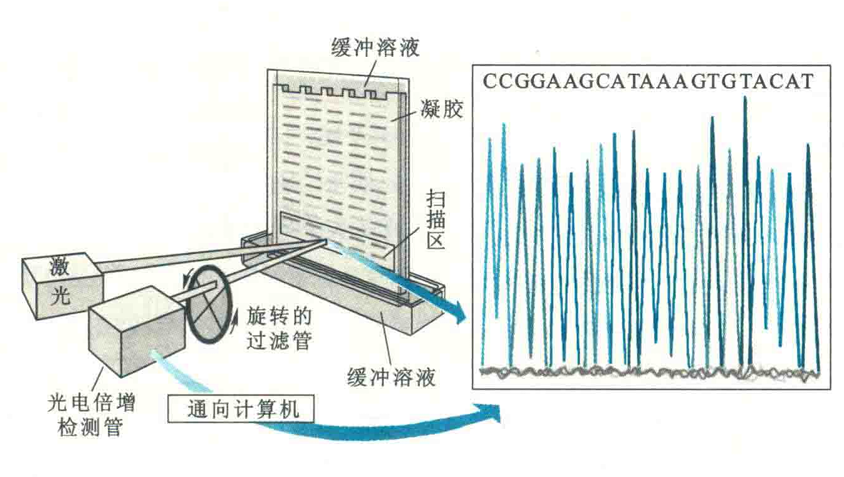 缓冲溶液
CCGGAAGCATAAAGTGTACAT
凝胶
扫描区
激光
旋转的
过滤管
缓冲溶液
光电倍增
检测管
通向计算机